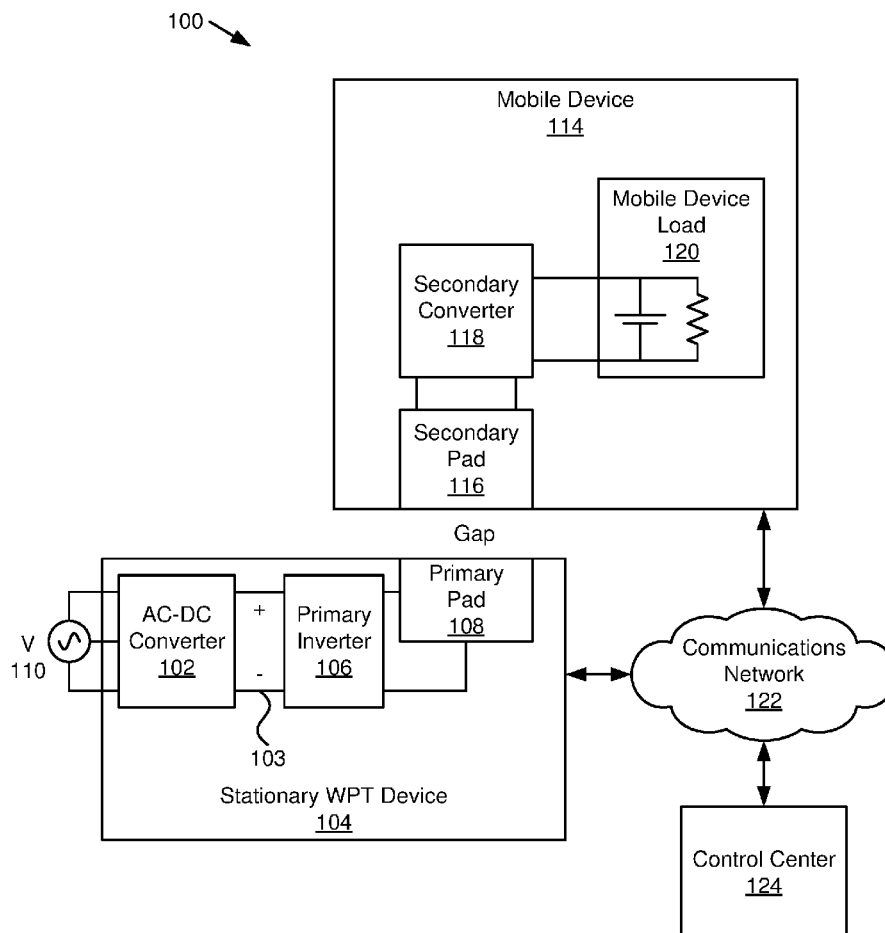 100
Mobile Device
114
Mobile Device
Load
120
Secondary
Converter
118
Secondary
Pad
116
Gap
Primary
Pad
108
AC-DC
Converter
102
+
-
Primary
Inverter
106
V
110
103
Stationary WPT Device
104
Communications
Network
122
Control Center
124